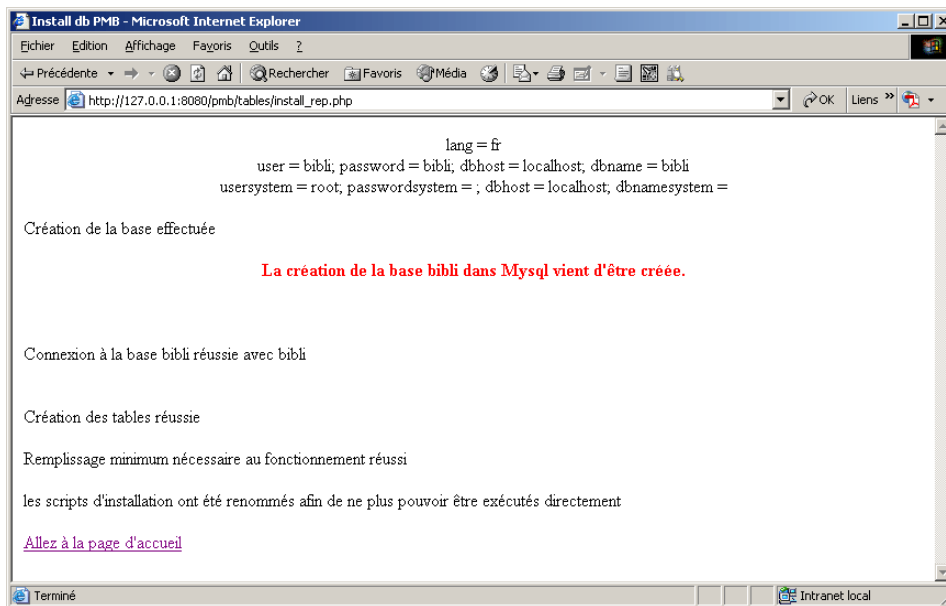 Install db PMB - Microsoft Internet Explorer
Eichier Edition Affichage Favoris Outils ?
Précédente Rechercher Favoris Média
Adresse http://127.0.0.1:8080/pmb/tables/install_rep.php OK Liens »
lang = fr
user = bibli; password = bibli; dbhost = localhost; dbname = bibli
usersystem = root; passwordsystem = ; dbhost = localhost; dbnamesystem =
Création de la base effectuée
La création de la base bibli dans Mysql vient d'être créée.
Connexion à la base bibli réussie avec bibli
Création des tables réussie
Remplissage minimum nécessaire au fonctionnement réussi
les scripts d'installation ont été renommés afin de ne plus pouvoir être exécutés directement
Allez à la page d'accueil
Terminé Intranet local